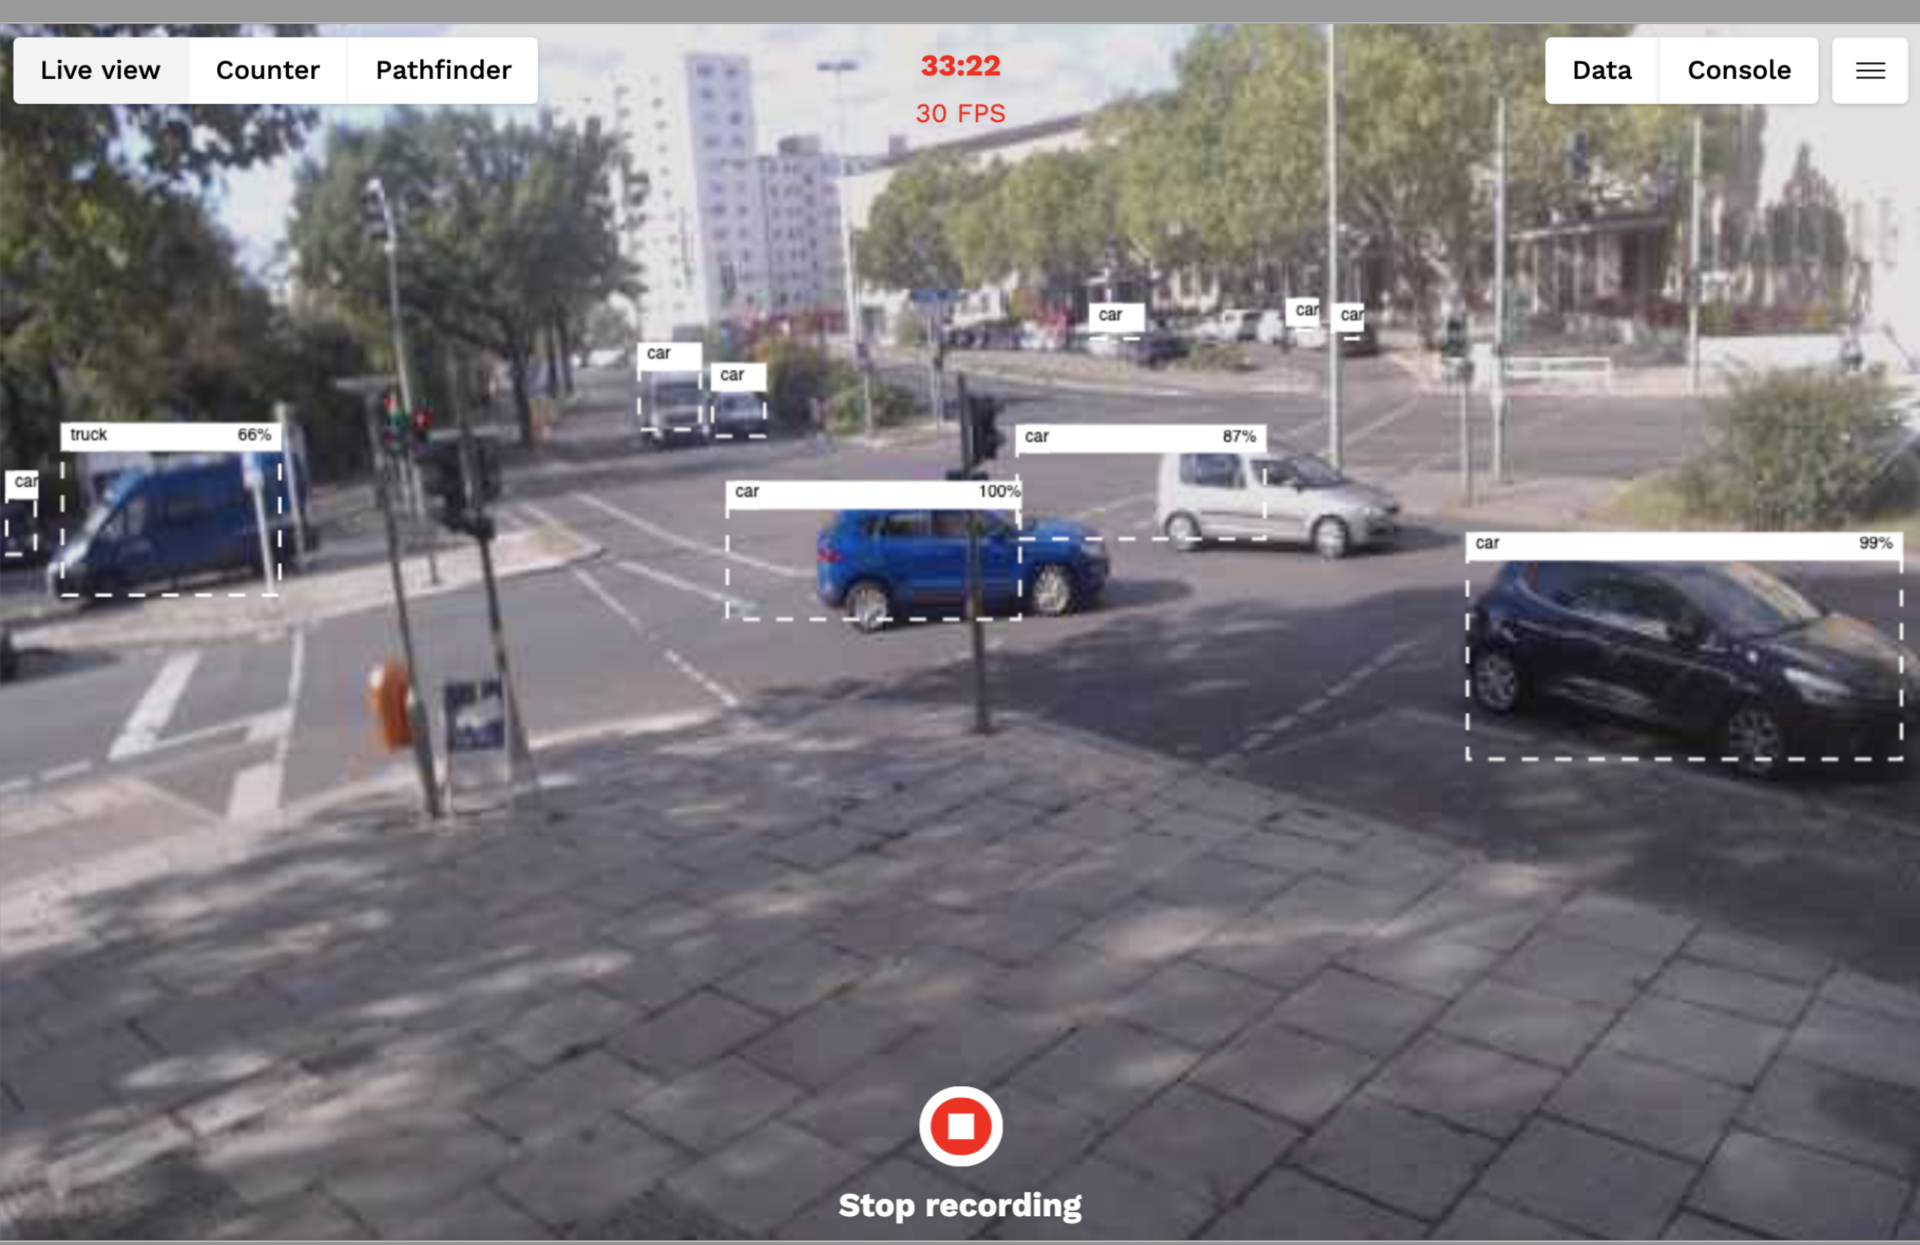 Live view Counter Pathfinder
33:22
30 FPS
Data Console
car
car
car
car
car
truck 66%
car 87%
car
car 100%
car 99%
Stop recording